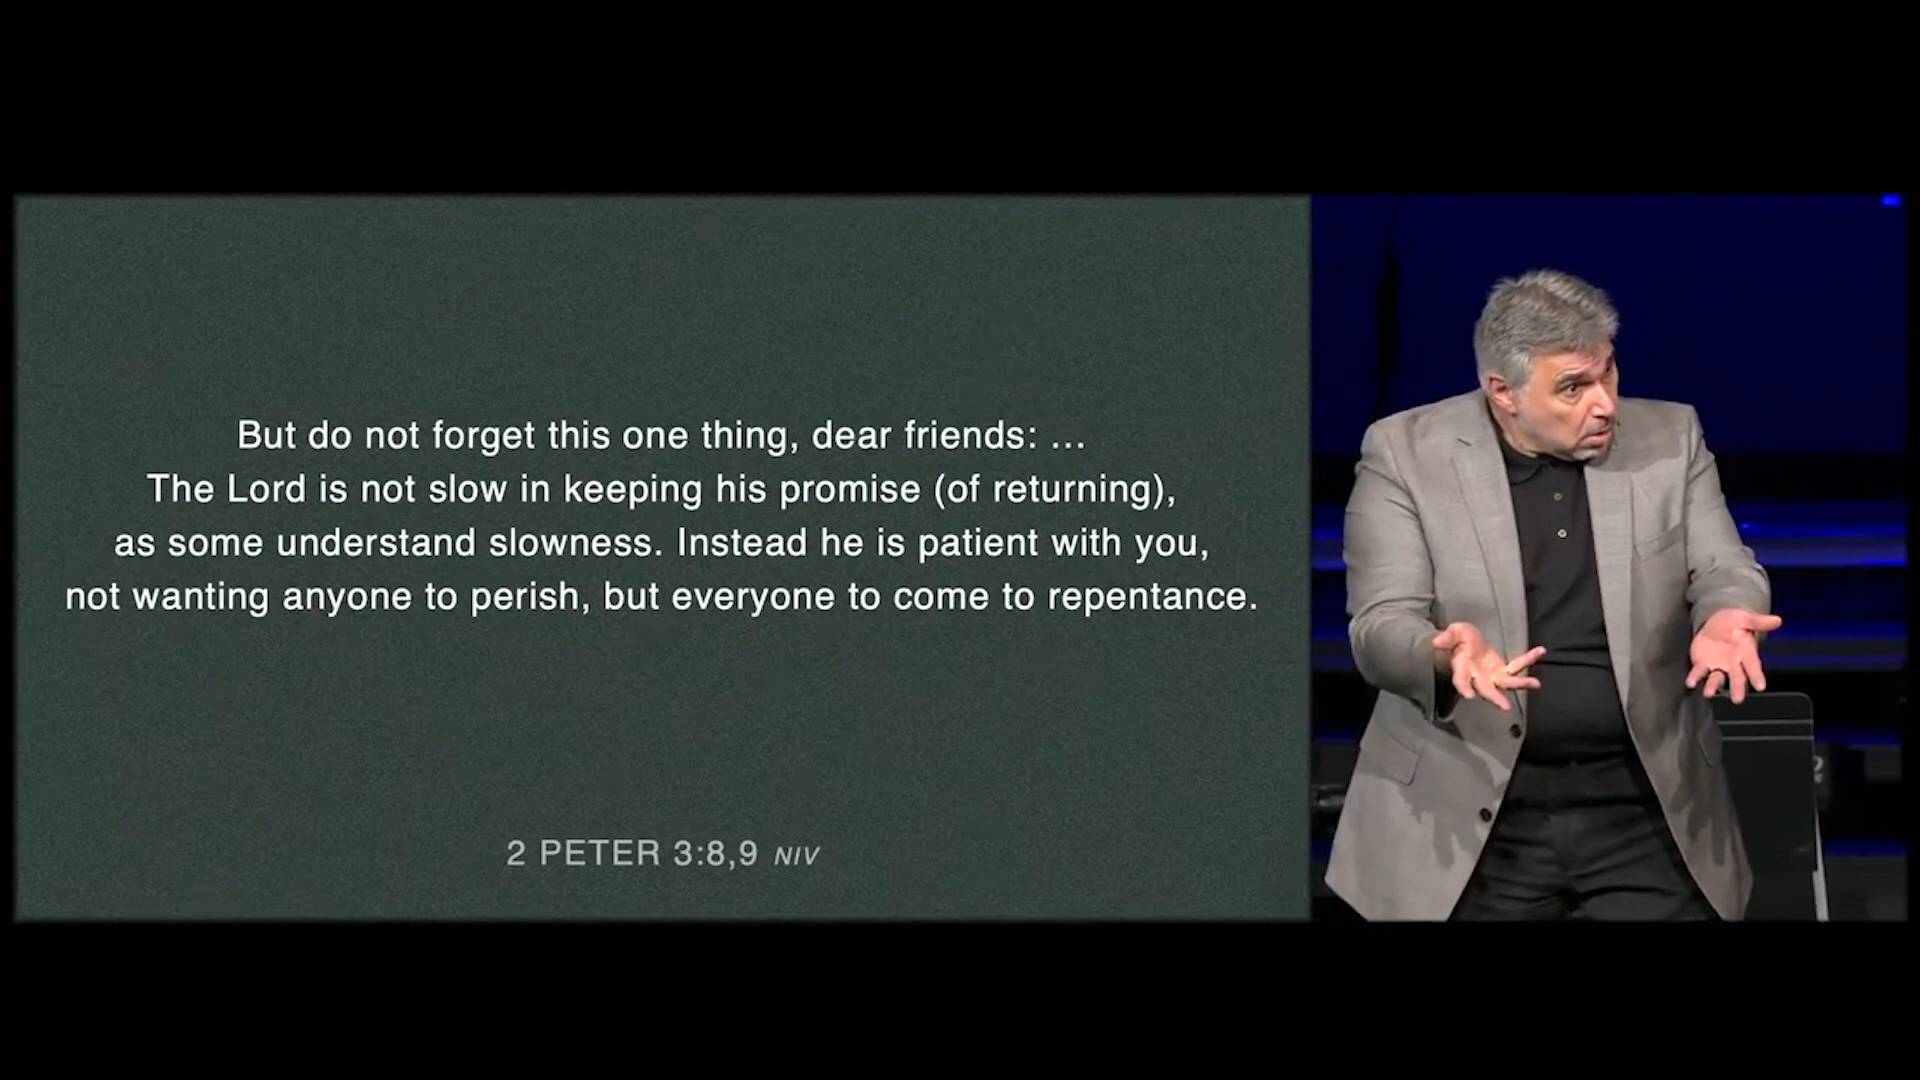 But do not forget this one thing, dear friends: ...
The Lord is not slow in keeping his promise (of returning),
as some understand slowness. Instead he is patient with you,
not wanting anyone to perish, but everyone to come to repentance.
2 PETER 3:8,9 NIV